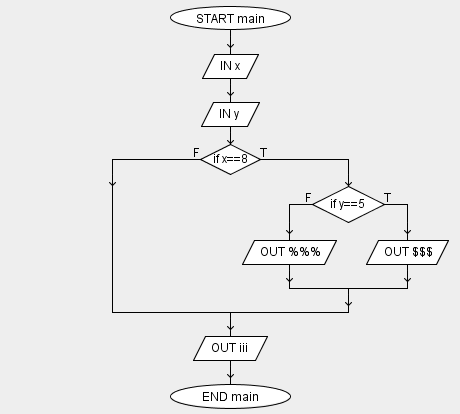 START main
IN x
IN y
F
if x==8
T
F
if y==5
T
OUT %%%
OUT $$$
OUT iii
END main